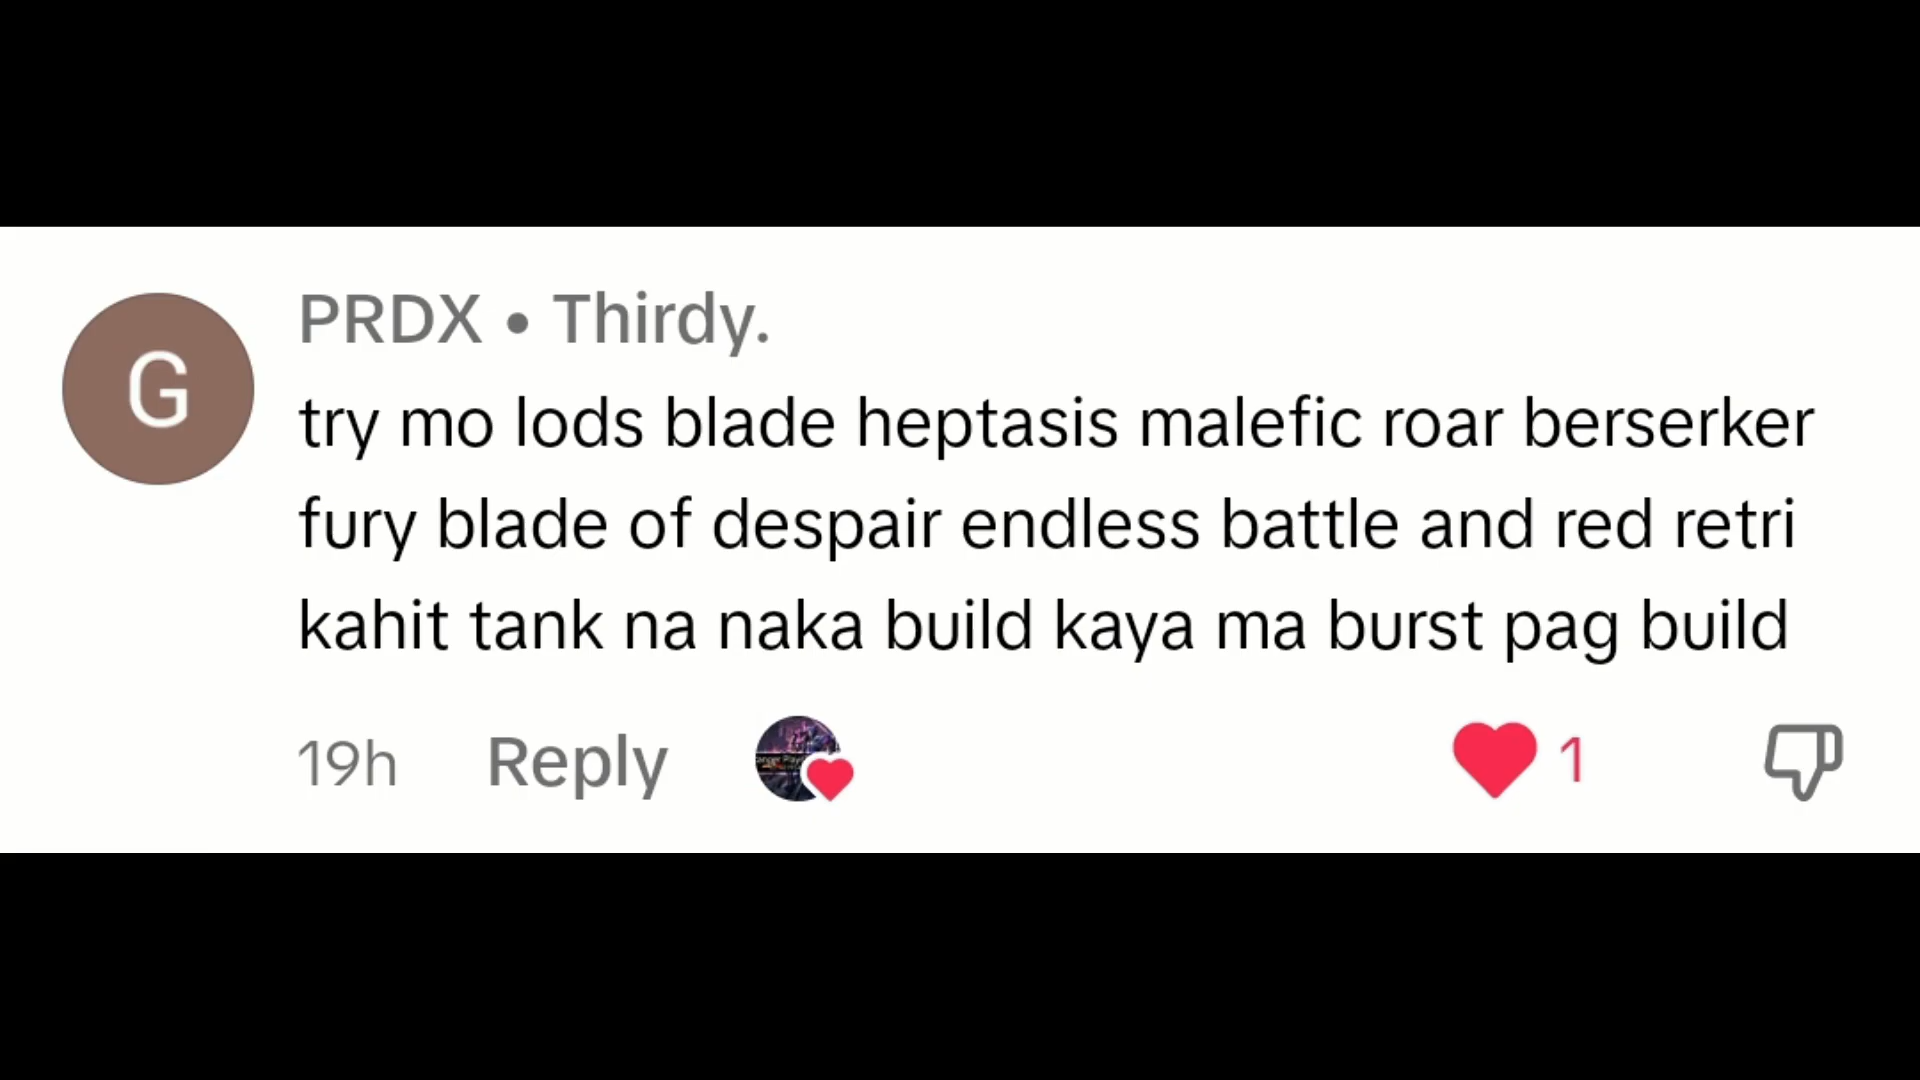 G
PRDX • Thirdy.
try mo lods blade heptasis malefic roar berserker
fury blade of despair endless battle and red retri
kahit tank na naka build kaya ma burst pag build
19h Reply 1